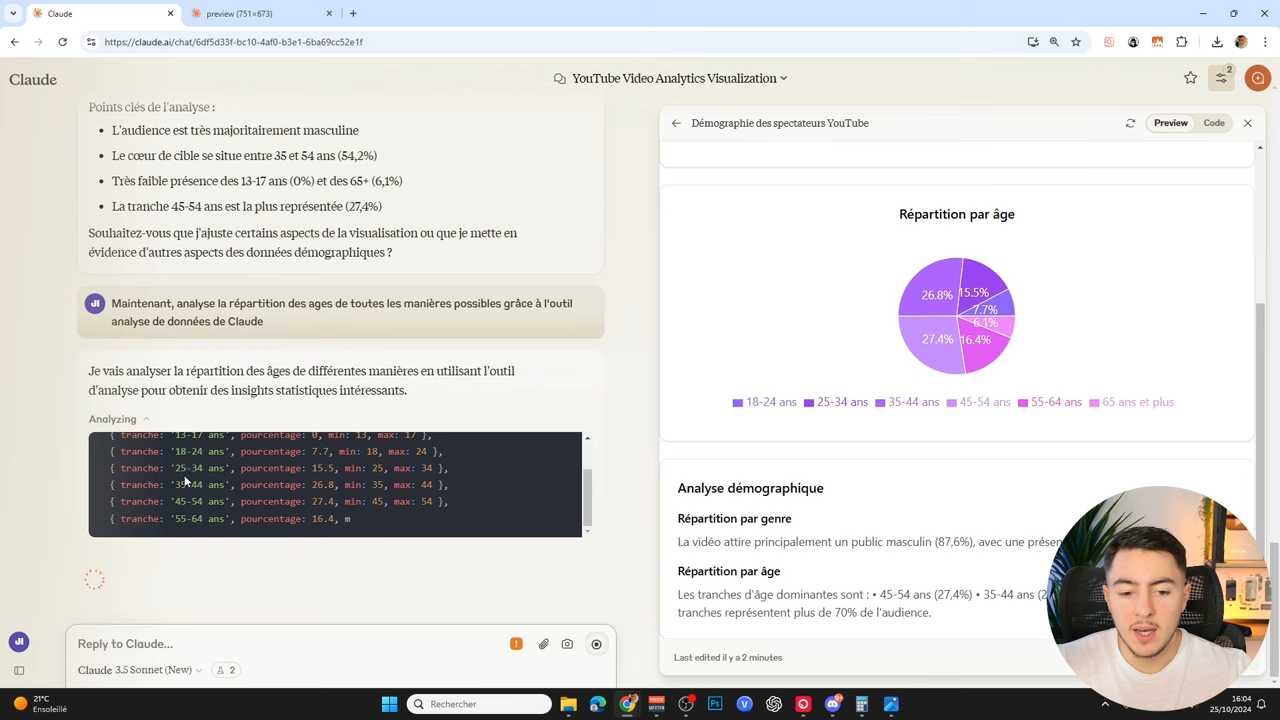 Claude
preview (751×673)
https://claude.ai/chat/6df5d33f-bc10-4af0-b3e1-6ba69cc52e1f
Claude
YouTube Video Analytics Visualization
2
Points clés de l'analyse :
• L'audience est très majoritairement masculine
• Le cœur de cible se situe entre 35 et 54 ans (54,2%)
• Très faible présence des 13-17 ans (0%) et des 65+ (6,1%)
• La tranche 45-54 ans est la plus représentée (27,4%)
Souhaitez-vous que j'ajuste certains aspects de la visualisation ou que je mette en
évidence d'autres aspects des données démographiques ?
JI
Maintenant, analyse la répartition des ages de toutes les manières possibles grâce à l'outil
analyse de données de Claude
Je vais analyser la répartition des âges de différentes manières en utilisant l'outil
d'analyse pour obtenir des insights statistiques intéressants.
Analyzing
{ tranche: '13-17 ans', pourcentage: 0, min: 13, max: 17 },
{ tranche: '18-24 ans', pourcentage: 7.7, min: 18, max: 24 },
{ tranche: '25-34 ans', pourcentage: 15.5, min: 25, max: 34 },
{ tranche: '35-44 ans', pourcentage: 26.8, min: 35, max: 44 },
{ tranche: '45-54 ans', pourcentage: 27.4, min: 45, max: 54 },
{ tranche: '55-64 ans', pourcentage: 16.4, m
JI
Reply to Claude...
Claude 3.5 Sonnet (New)
2
Démographie des spectateurs YouTube
Preview
Code
Répartition par âge
26.8%
15.5%
7.7%
6.1%
27.4%
16.4%
18-24 ans 25-34 ans 35-44 ans 45-54 ans 55-64 ans 65 ans et plus
Analyse démographique
Répartition par genre
La vidéo attire principalement un public masculin (87,6%), avec une présen
Répartition par âge
Les tranches d'âge dominantes sont : • 45-54 ans (27,4%) • 35-44 ans (2
tranches représentent plus de 70% de l'audience.
Last edited il y a 2 minutes
21°C
Ensoleillé
Rechercher
16:04
25/10/2024